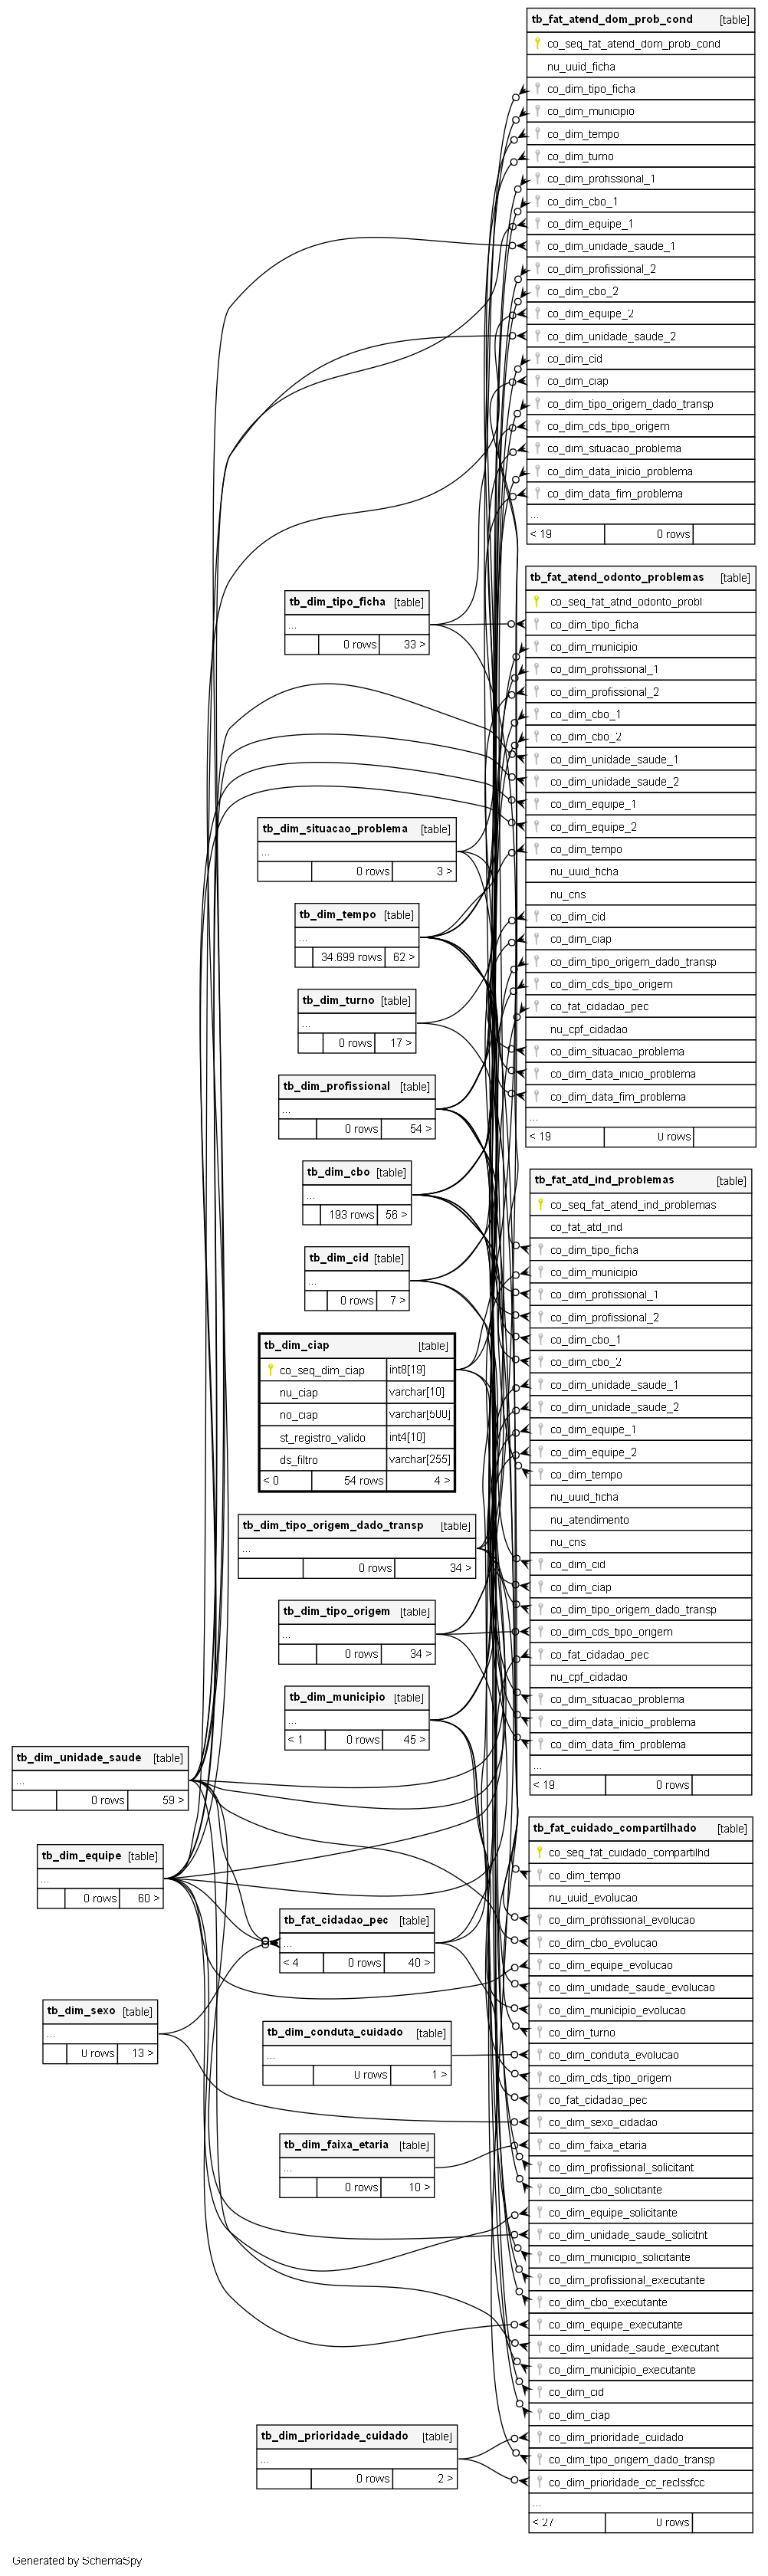 tb_fat_atend_dom_prob_cond [table]
co_seq_fat_atend_dom_prob_cond
nu_uuid_ficha
co_dim_tipo_ficha
co_dim_municipio
co_dim_tempo
co_dim_turno
co_dim_profissional_1
co_dim_cbo_1
co_dim_equipe_1
co_dim_unidade_saude_1
co_dim_profissional_2
co_dim_cbo_2
co_dim_equipe_2
co_dim_unidade_saude_2
co_dim_cid
co_dim_ciap
co_dim_tipo_origem_dado_transp
co_dim_cds_tipo_origem
co_dim_situacao_problema
co_dim_data_inicio_problema
co_dim_data_fim_problema
...
< 19 0 rows
tb_fat_atend_odonto_problemas [table]
co_seq_fat_atnd_odonto_probl
co_dim_tipo_ficha
co_dim_municipio
co_dim_profissional_1
co_dim_profissional_2
co_dim_cbo_1
co_dim_cbo_2
co_dim_unidade_saude_1
co_dim_unidade_saude_2
co_dim_equipe_1
co_dim_equipe_2
co_dim_tempo
nu_uuid_ficha
nu_cns
co_dim_cid
co_dim_ciap
co_dim_tipo_origem_dado_transp
co_dim_cds_tipo_origem
co_fat_cidadao_pec
nu_cpf_cidadao
co_dim_situacao_problema
co_dim_data_inicio_problema
co_dim_data_fim_problema
...
< 19 0 rows
tb_dim_tipo_ficha [table]
...
0 rows 33 >
tb_dim_situacao_problema [table]
...
0 rows 3 >
tb_dim_tempo [table]
...
34.699 rows 62 >
tb_dim_turno [table]
...
0 rows 17 >
tb_dim_profissional [table]
...
0 rows 54 >
tb_dim_cbo [table]
...
193 rows 56 >
tb_dim_cid [table]
...
0 rows 7 >
tb_dim_ciap [table]
co_seq_dim_ciap int8[19]
nu_ciap varchar[10]
no_ciap varchar[500]
st_registro_valido int4[10]
ds_filtro varchar[255]
< 0 54 rows 4 >
tb_dim_tipo_origem_dado_transp [table]
...
0 rows 34 >
tb_dim_tipo_origem [table]
...
0 rows 34 >
tb_dim_municipio [table]
...
< 1 0 rows 45 >
tb_fat_atd_ind_problemas [table]
co_seq_fat_atend_ind_problemas
co_fat_atd_ind
co_dim_tipo_ficha
co_dim_municipio
co_dim_profissional_1
co_dim_profissional_2
co_dim_cbo_1
co_dim_cbo_2
co_dim_unidade_saude_1
co_dim_unidade_saude_2
co_dim_equipe_1
co_dim_equipe_2
co_dim_tempo
nu_uuid_ficha
nu_atendimento
nu_cns
co_dim_cid
co_dim_ciap
co_dim_tipo_origem_dado_transp
co_dim_cds_tipo_origem
co_fat_cidadao_pec
nu_cpf_cidadao
co_dim_situacao_problema
co_dim_data_inicio_problema
co_dim_data_fim_problema
...
< 19 0 rows
tb_dim_unidade_saude [table]
...
0 rows 59 >
tb_dim_equipe [table]
...
0 rows 60 >
tb_fat_cidadao_pec [table]
...
< 4 0 rows 40 >
tb_dim_sexo [table]
...
0 rows 13 >
tb_dim_conduta_cuidado [table]
...
0 rows 1 >
tb_dim_faixa_etaria [table]
...
0 rows 10 >
tb_dim_prioridade_cuidado [table]
...
0 rows 2 >
tb_fat_cuidado_compartilhado [table]
co_seq_fat_cuidado_compartilhd
co_dim_tempo
nu_uuid_evolucao
co_dim_profissional_evolucao
co_dim_cbo_evolucao
co_dim_equipe_evolucao
co_dim_unidade_saude_evolucao
co_dim_municipio_evolucao
co_dim_turno
co_dim_conduta_evolucao
co_dim_cds_tipo_origem
co_fat_cidadao_pec
co_dim_sexo_cidadao
co_dim_faixa_etaria
co_dim_profissional_solicitant
co_dim_cbo_solicitante
co_dim_equipe_solicitante
co_dim_unidade_saude_solicitnt
co_dim_municipio_solicitante
co_dim_profissional_executante
co_dim_cbo_executante
co_dim_equipe_executante
co_dim_unidade_saude_executant
co_dim_municipio_executante
co_dim_cid
co_dim_ciap
co_dim_prioridade_cuidado
co_dim_tipo_origem_dado_transp
co_dim_prioridade_cc_reclssfcc
...
< 27 0 rows
Generated by SchemaSpy